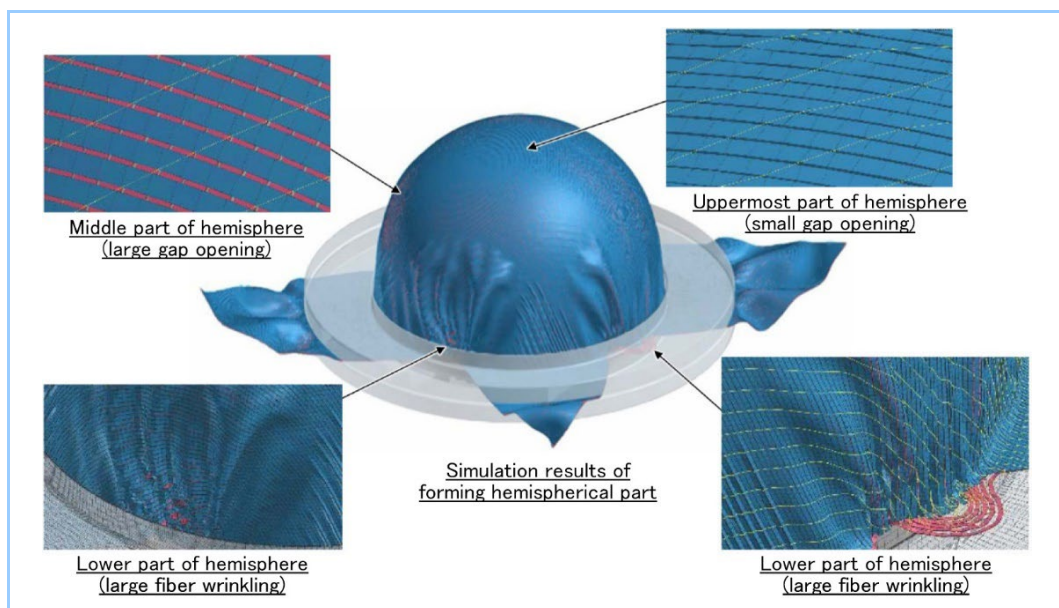 Middle part of hemisphere
(large gap opening)
Uppermost part of hemisphere
(small gap opening)
Simulation results of
forming hemispherical part
Lower part of hemisphere
(large fiber wrinkling)
Lower part of hemisphere
(large fiber wrinkling)